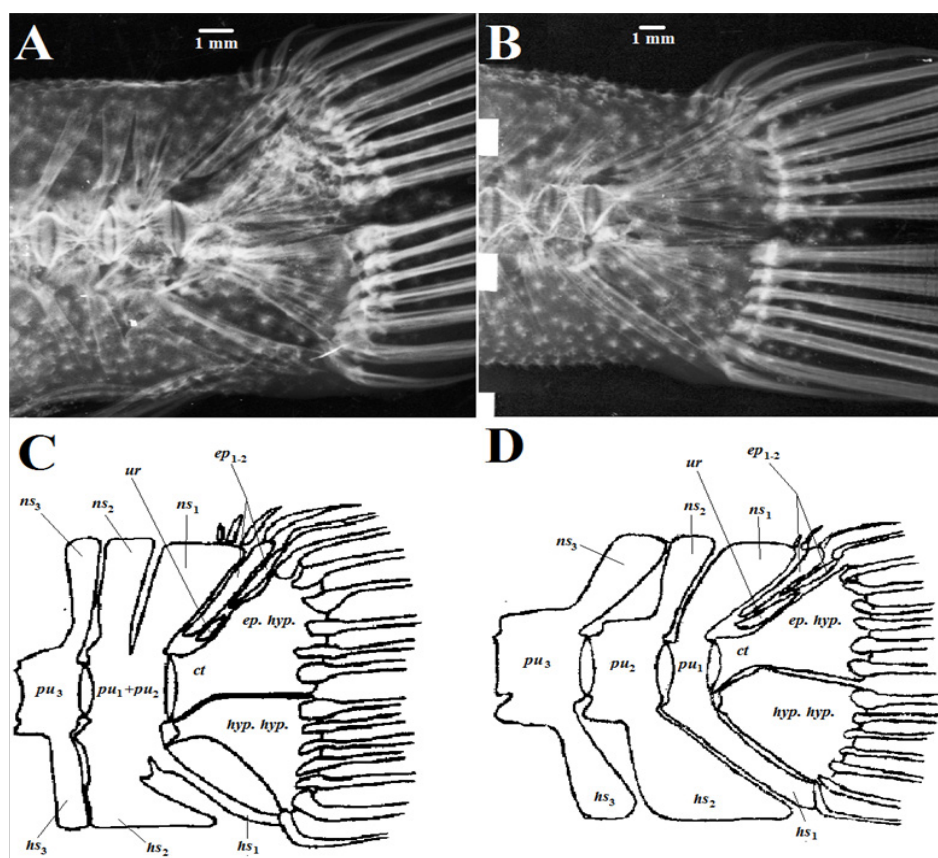 A
1 mm
B
1 mm
C
ns3
ns2
ur
ns1
ep1-2
ep. hyp.
pu3
pu1+pu2
ct
hyp. hyp.
hs3
hs2
hs1
D
ns3
ns2
ur
ns1
ep1-2
ep. hyp.
pu3
pu2
pu1
ct
hyp. hyp.
hs3
hs2
hs1